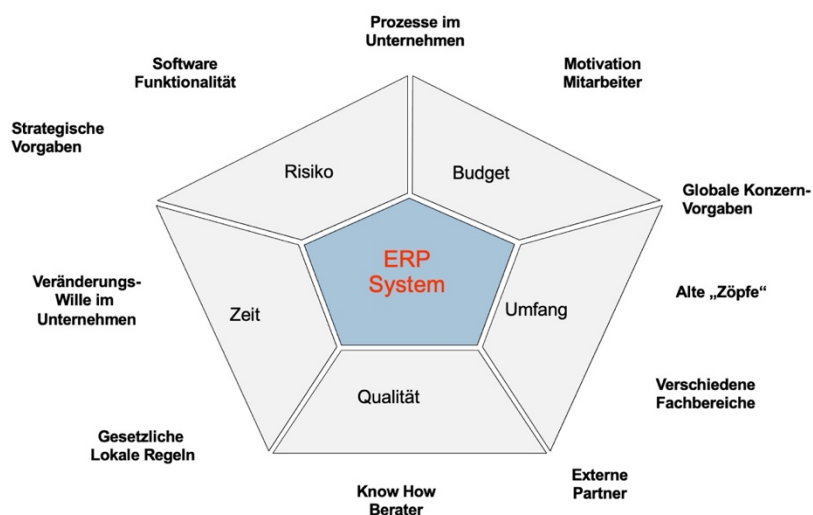 Prozesse im
Unternehmen
Software
Funktionalität
Motivation
Mitarbeiter
Strategische
Vorgaben
Risiko
Budget
Globale Konzern-
Vorgaben
ERP
System
Veränderungs-
Wille im
Unternehmen
Zeit
Umfang
Alte „Zöpfe“
Qualität
Verschiedene
Fachbereiche
Gesetzliche
Lokale Regeln
Know How
Berater
Externe
Partner